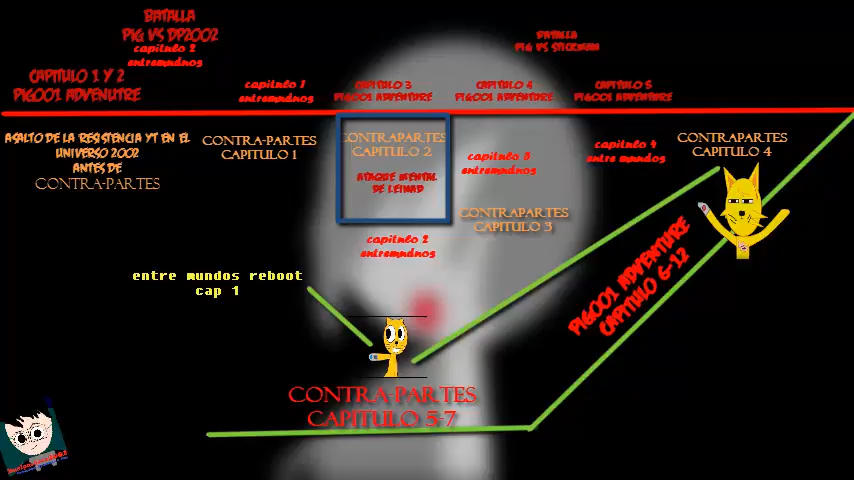 BATALLA
PIG VS DP2002
capitulo 2
entremundos
BATALLA
PIG VS STICKMAN
CAPITULO 1 Y 2
PIGOO1 ADVENUTRE
capitulo 1
entremundos
CAPITULO 3
PIGOO1 ADVENTURE
CAPITULO 4
PIGOO1 ADVENTURE
CAPITULO 5
PIGOO1 ADVENTURE
ASALTO DE LA RESISTENCIA YT EN EL
UNIVERSO 2002
ANTES DE
CONTRA-PARTES
CONTRA-PARTES
CAPITULO 1
CONTRAPARTES
CAPITULO 2
ATAQUE MENTAL
DE LEINAD
capitulo 3
entremundos
capitulo 4
entre mundos
CONTRAPARTES
CAPITULO 4
CONTRAPARTES
CAPITULO 3
capitulo 2
entremundos
entre mundos reboot
cap 1
PIGOO1 ADVENTURE
CAPITULO 6-12
CONTRA-PARTES
CAPITULO 5-7